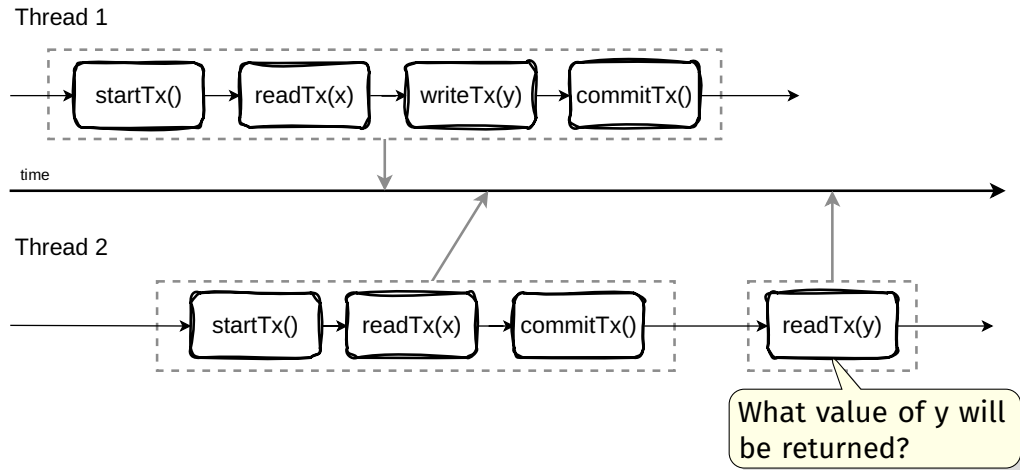 Thread 1
startTx()
readTx(x)
writeTx(y)
commitTx()
time
Thread 2
startTx()
readTx(x)
commitTx()
readTx(y)
What value of y will
be returned?